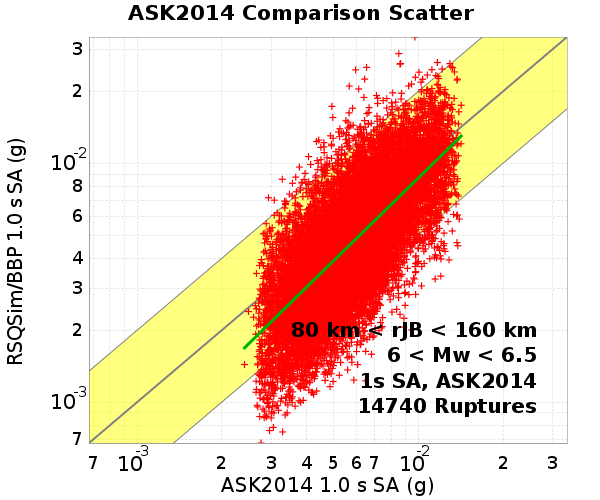 ASK2014 Comparison Scatter
RSQSim/BBP 1.0 s SA (g)
3
2
10-2
8
6
4
3
2
10-3
7
80 km < rJB < 160 km
6 < Mw < 6.5
1s SA, ASK2014
14740 Ruptures
7 10-3 2 3 4 5 6 7 10-2 2 3
ASK2014 1.0 s SA (g)